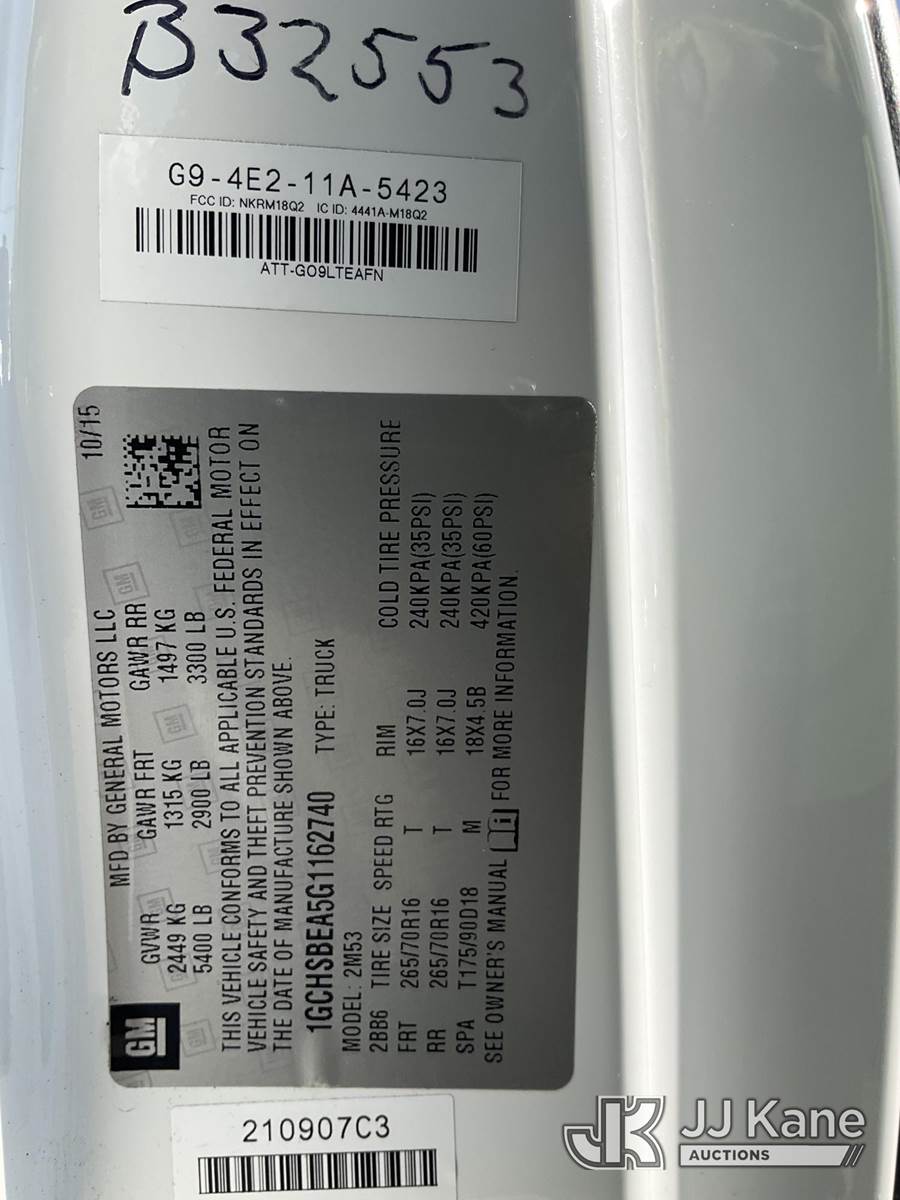 B32553
G9-4E2-11A-5423
FCC ID: NKRM18Q2 IC ID: 4441A-M18Q2
ATT-GO9LTEAFN
MFD BY GENERAL MOTORS LLC 10/15
GVWR GAWR FRT GAWR RR
2449 KG 1315 KG 1497 KG
5400 LB 2900 LB 3300 LB
GM
THIS VEHICLE CONFORMS TO ALL APPLICABLE U.S. FEDERAL MOTOR
VEHICLE SAFETY AND THEFT PREVENTION STANDARDS IN EFFECT ON
THE DATE OF MANUFACTURE SHOWN ABOVE.
1GCHSBEA5G1162740 TYPE: TRUCK
MODEL: 2M53
2BB6 TIRE SIZE SPEED RTG RIM COLD TIRE PRESSURE
FRT 265/70R16 T 16X7.0J 240KPA(35PSI)
RR 265/70R16 T 16X7.0J 240KPA(35PSI)
SPA T175/90D18 M 18X4.5B 420KPA(60PSI)
SEE OWNER'S MANUAL i FOR MORE INFORMATION.
210907C3
JK JJ Kane
AUCTIONS